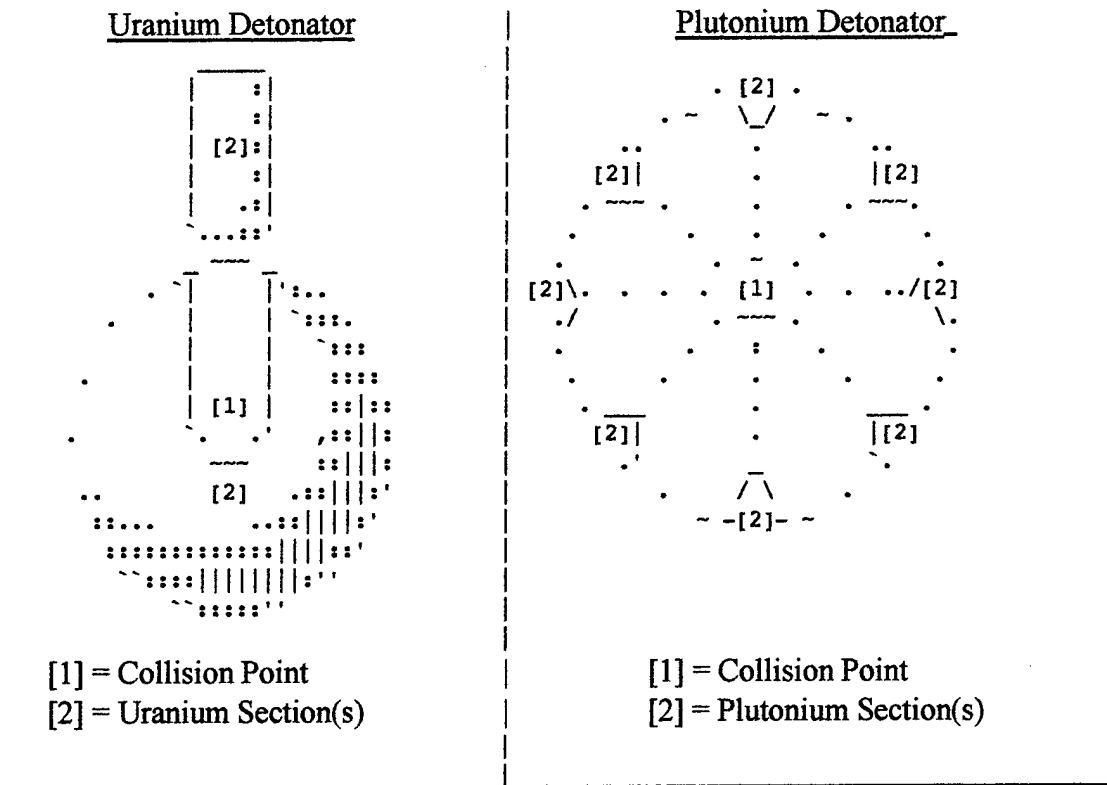 Uranium Detonator
Plutonium Detonator
[2]
[1]
[2]
[2]
[2]
[2]
[2]
[1]
[2]
[2]
[2]
[2]
[1] = Collision Point
[2] = Uranium Section(s)
[1] = Collision Point
[2] = Plutonium Section(s)